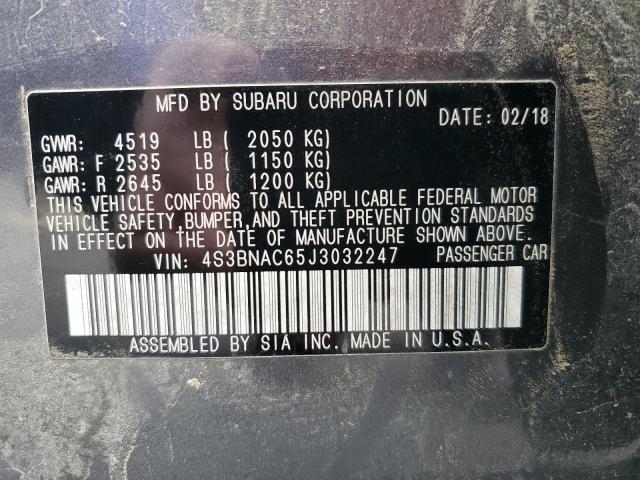 MFD BY SUBARU CORPORATION
DATE: 02/18
GVWR: 4519 LB ( 2050 KG)
GAWR: F 2535 LB ( 1150 KG)
GAWR: R 2645 LB ( 1200 KG)
THIS VEHICLE CONFORMS TO ALL APPLICABLE FEDERAL MOTOR
VEHICLE SAFETY, BUMPER, AND THEFT PREVENTION STANDARDS
IN EFFECT ON THE DATE OF MANUFACTURE SHOWN ABOVE.
VIN: 4S3BNAC65J3032247 PASSENGER CAR
ASSEMBLED BY SIA INC. MADE IN U.S.A.